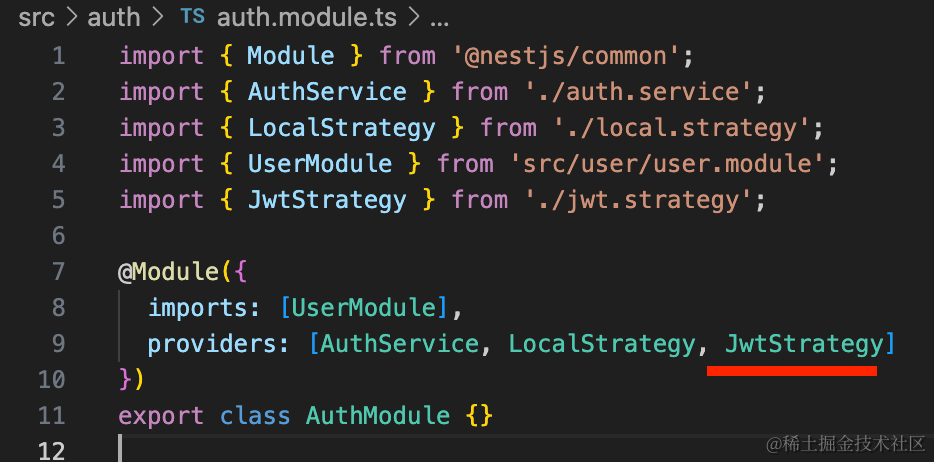 src > auth > TS auth.module.ts > ...
1 import { Module } from '@nestjs/common';
2 import { AuthService } from './auth.service';
3 import { LocalStrategy } from './local.strategy';
4 import { UserModule } from 'src/user/user.module';
5 import { JwtStrategy } from './jwt.strategy';
6
7 @Module({
8   imports: [UserModule],
9   providers: [AuthService, LocalStrategy, JwtStrategy]
10 })
11 export class AuthModule {}
12
@稀土掘金技术社区